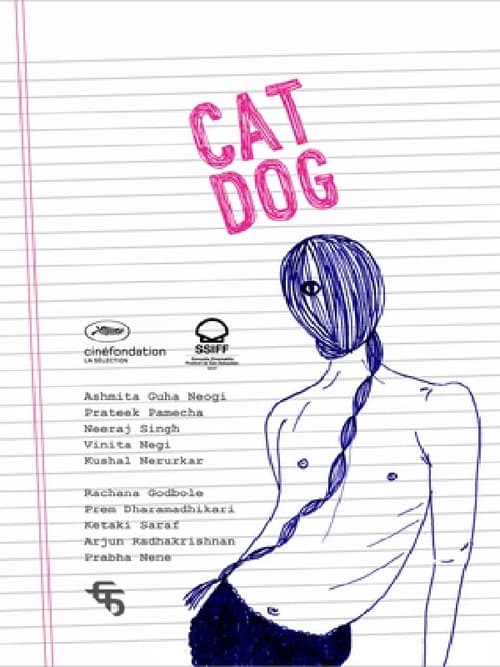 CAT
DOG
cinéfondation
LA SÉLECTION
SSIFF
Ashmita Guha Neogi
Prateek Pamecha
Neeraj Singh
Vinita Negi
Kushal Nerurkar
Rachana Godbole
Prem Dharamadhikari
Ketaki Saraf
Arjun Radhakrishnan
Prabha Nene